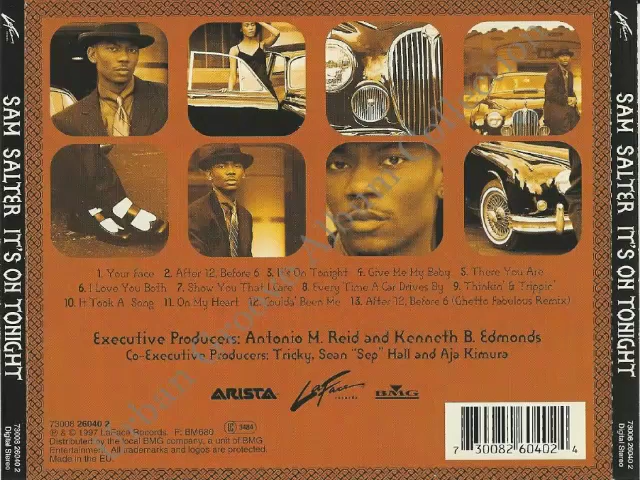 LaFace
SAM SALTER IT'S ON TONIGHT
73008 26040 2
Digital Stereo
1. Your Face 2. After 12, Before 6 3. It's On Tonight 4. Give Me My Baby 5. There You Are
6. I Love You Both 7. Show You That I Care 8. Every Time A Car Drives By 9. Thinkin' & Trippin'
10. It Took A Song 11. On My Heart 12. Coulda' Been Me 13. After 12, Before 6 (Ghetto Fabulous Remix)
Executive Producers: Antonio M. Reid and Kenneth B. Edmonds
Co-Executive Producers: Tricky, Sean "Sep" Hall and Aja Kimura
ARISTA LaFace RECORDS BMG
73008 26040 2
℗ & © 1997 LaFace Records. F: BM650
LC 3484
Distributed by the local BMG company, a unit of BMG
Entertainment. All trademarks and logos are protected.
Made in the EU.
7 30082 60402 4
LaFace
SAM SALTER IT'S ON TONIGHT
73008 26040 2
Digital Stereo